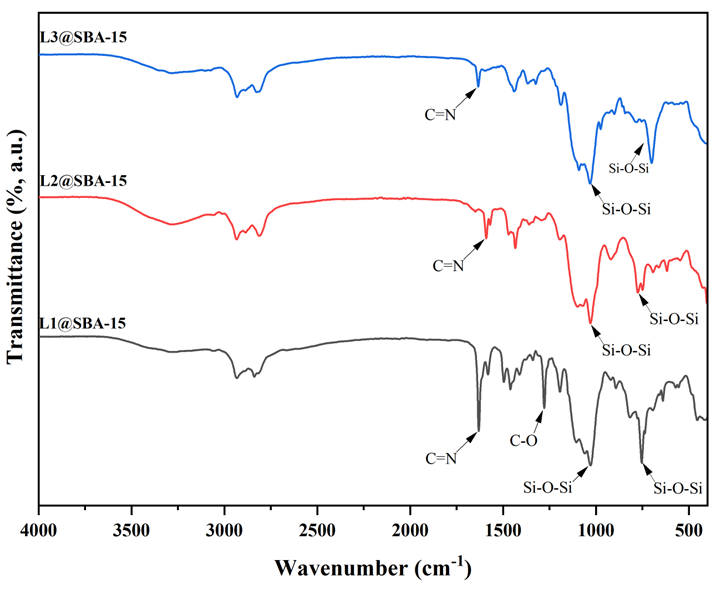 L3@SBA-15
C=N
Si-O-Si
Si-O-Si
L2@SBA-15
C=N
Si-O-Si
Si-O-Si
L1@SBA-15
C=N
C-O
Si-O-Si
Si-O-Si
Transmittance (%, a.u.)
4000 3500 3000 2500 2000 1500 1000 500
Wavenumber (cm⁻¹)